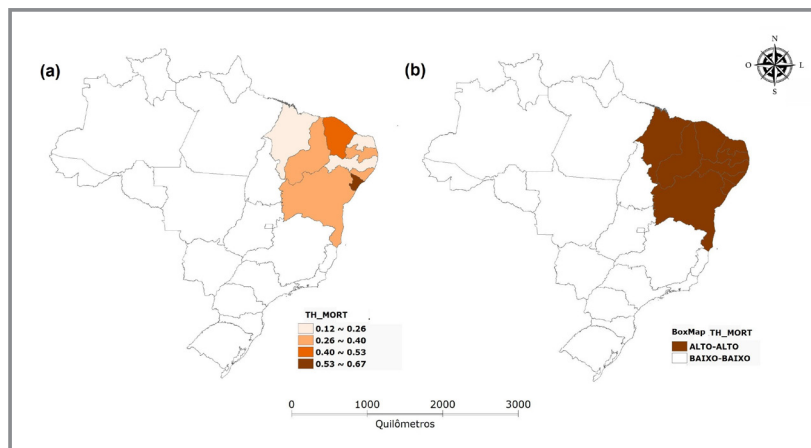 (a)
(b)
N
O
L
S
TH_MORT
0.12 ~ 0.26
0.26 ~ 0.40
0.40 ~ 0.53
0.53 ~ 0.67
BoxMap TH_MORT
ALTO-ALTO
BAIXO-BAIXO
0 1000 2000 3000
Quilômetros